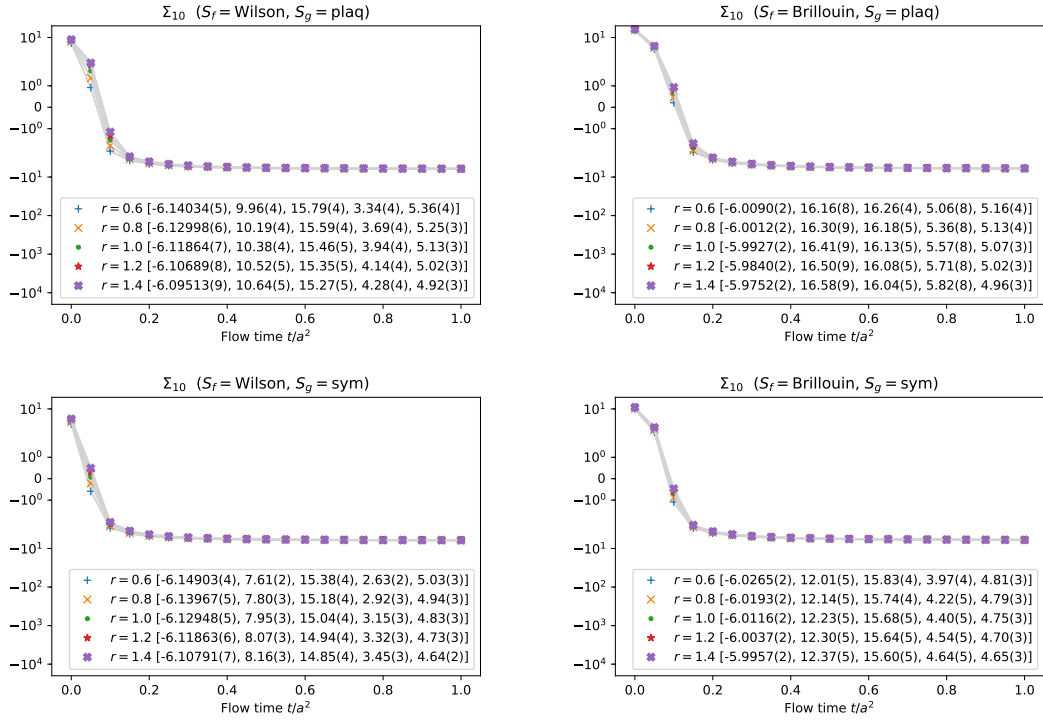 Σ10 (Sf = Wilson, Sg = plaq)
10^1
10^0
0
−10^0
−10^1
−10^2
−10^3
−10^4
r = 0.6 [-6.14034(5), 9.96(4), 15.79(4), 3.34(4), 5.36(4)]
r = 0.8 [-6.12998(6), 10.19(4), 15.59(4), 3.69(4), 5.25(3)]
r = 1.0 [-6.11864(7), 10.38(4), 15.46(5), 3.94(4), 5.13(3)]
r = 1.2 [-6.10689(8), 10.52(5), 15.35(5), 4.14(4), 5.02(3)]
r = 1.4 [-6.09513(9), 10.64(5), 15.27(5), 4.28(4), 4.92(3)]
0.0 0.2 0.4 0.6 0.8 1.0
Flow time t/a^2
Σ10 (Sf = Brillouin, Sg = plaq)
10^1
10^0
0
−10^0
−10^1
−10^2
−10^3
−10^4
r = 0.6 [-6.0090(2), 16.16(8), 16.26(4), 5.06(8), 5.16(4)]
r = 0.8 [-6.0012(2), 16.30(9), 16.18(5), 5.36(8), 5.13(4)]
r = 1.0 [-5.9927(2), 16.41(9), 16.13(5), 5.57(8), 5.07(3)]
r = 1.2 [-5.9840(2), 16.50(9), 16.08(5), 5.71(8), 5.02(3)]
r = 1.4 [-5.9752(2), 16.58(9), 16.04(5), 5.82(8), 4.96(3)]
0.0 0.2 0.4 0.6 0.8 1.0
Flow time t/a^2
Σ10 (Sf = Wilson, Sg = sym)
10^1
10^0
0
−10^0
−10^1
−10^2
−10^3
−10^4
r = 0.6 [-6.14903(4), 7.61(2), 15.38(4), 2.63(2), 5.03(3)]
r = 0.8 [-6.13967(5), 7.80(3), 15.18(4), 2.92(3), 4.94(3)]
r = 1.0 [-6.12948(5), 7.95(3), 15.04(4), 3.15(3), 4.83(3)]
r = 1.2 [-6.11863(6), 8.07(3), 14.94(4), 3.32(3), 4.73(3)]
r = 1.4 [-6.10791(7), 8.16(3), 14.85(4), 3.45(3), 4.64(2)]
0.0 0.2 0.4 0.6 0.8 1.0
Flow time t/a^2
Σ10 (Sf = Brillouin, Sg = sym)
10^1
10^0
0
−10^0
−10^1
−10^2
−10^3
−10^4
r = 0.6 [-6.0265(2), 12.01(5), 15.83(4), 3.97(4), 4.81(3)]
r = 0.8 [-6.0193(2), 12.14(5), 15.74(4), 4.22(5), 4.79(3)]
r = 1.0 [-6.0116(2), 12.23(5), 15.68(5), 4.40(5), 4.75(3)]
r = 1.2 [-6.0037(2), 12.30(5), 15.64(5), 4.54(5), 4.70(3)]
r = 1.4 [-5.9957(2), 12.37(5), 15.60(5), 4.64(5), 4.65(3)]
0.0 0.2 0.4 0.6 0.8 1.0
Flow time t/a^2